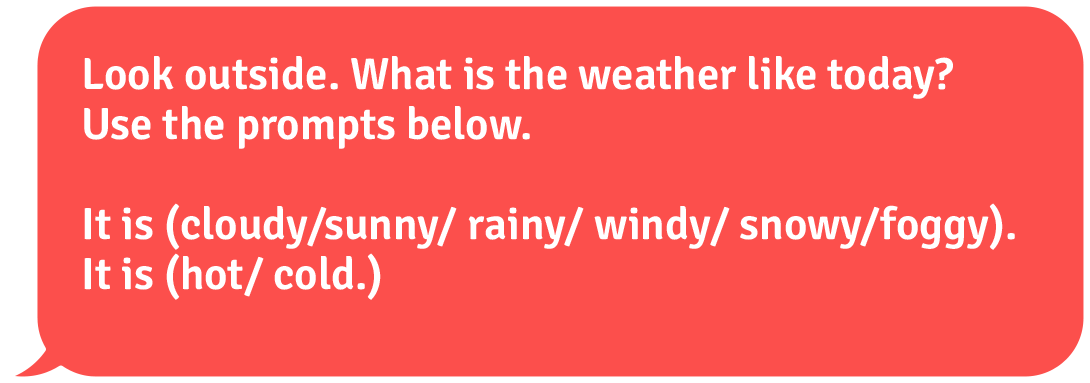 Look outside. What is the weather like today?
Use the prompts below.
It is (cloudy/sunny/ rainy/ windy/ snowy/foggy).
It is (hot/ cold.)